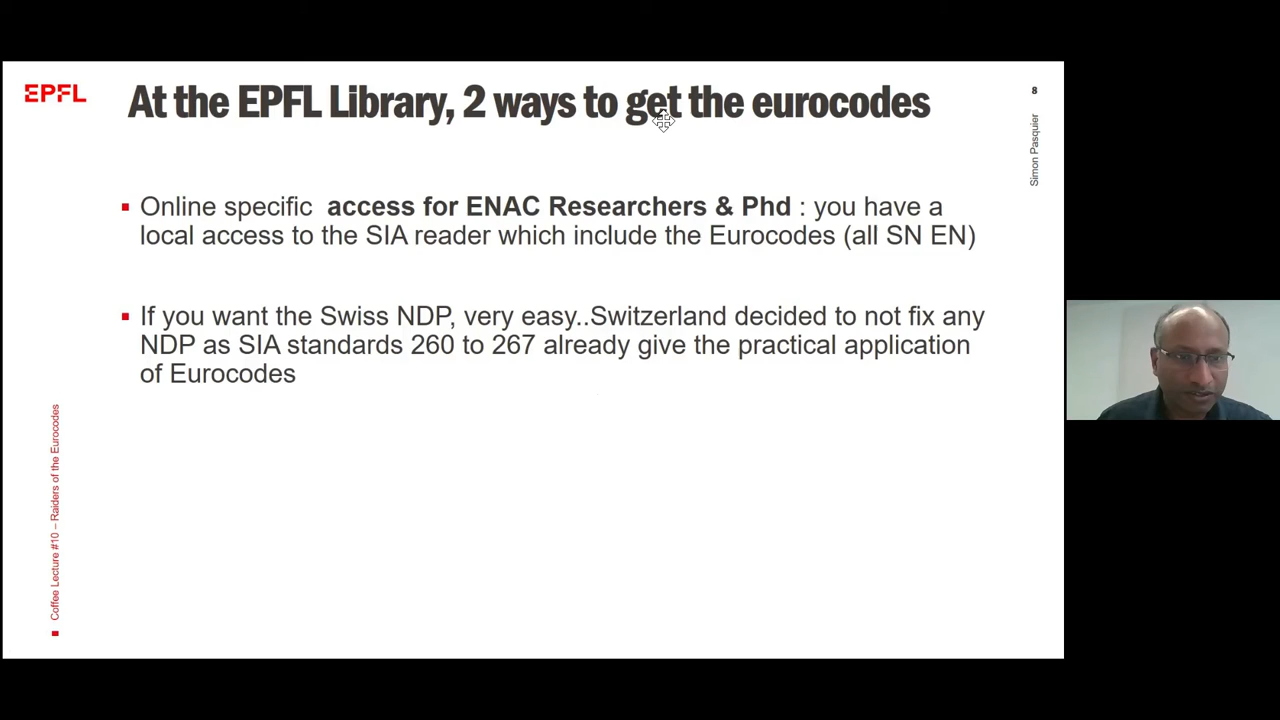 EPFL
At the EPFL Library, 2 ways to get the eurocodes
8
Simon Pasquier
▪ Online specific access for ENAC Researchers & Phd : you have a
local access to the SIA reader which include the Eurocodes (all SN EN)
▪ If you want the Swiss NDP, very easy..Switzerland decided to not fix any
NDP as SIA standards 260 to 267 already give the practical application
of Eurocodes
Coffee Lecture #10 – Raiders of the Eurocodes